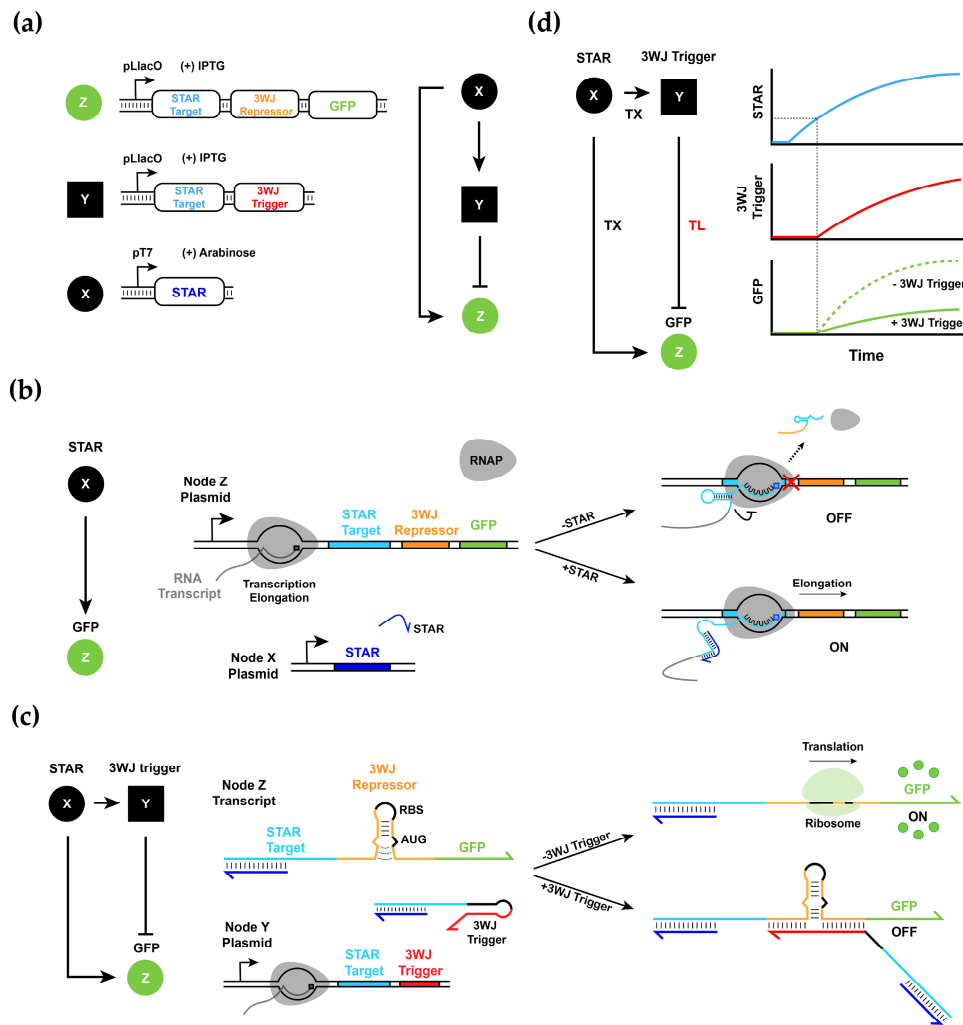 (a)
pLlacO (+) IPTG
Z
STAR
Target
3WJ
Repressor
GFP
pLlacO (+) IPTG
Y
STAR
Target
3WJ
Trigger
pT7 (+) Arabinose
X
STAR
X
Y
Z
(d)
STAR 3WJ Trigger
X
Y
TX
TX
TL
GFP
Z
STAR
3WJ
Trigger
GFP
- 3WJ Trigger
+ 3WJ Trigger
Time
(b)
STAR
X
GFP
Z
RNAP
Node Z
Plasmid
STAR
Target
3WJ
Repressor
GFP
RNA
Transcript
Transcription
Elongation
STAR
Node X
Plasmid
STAR
-STAR
+STAR
OFF
Elongation
ON
(c)
STAR 3WJ trigger
X
Y
GFP
Z
Node Z
Transcript
3WJ
Repressor
RBS
AUG
STAR
Target
GFP
3WJ
Trigger
Node Y
Plasmid
STAR
Target
3WJ
Trigger
-3WJ Trigger
+3WJ Trigger
Translation
GFP
ON
Ribosome
GFP
OFF